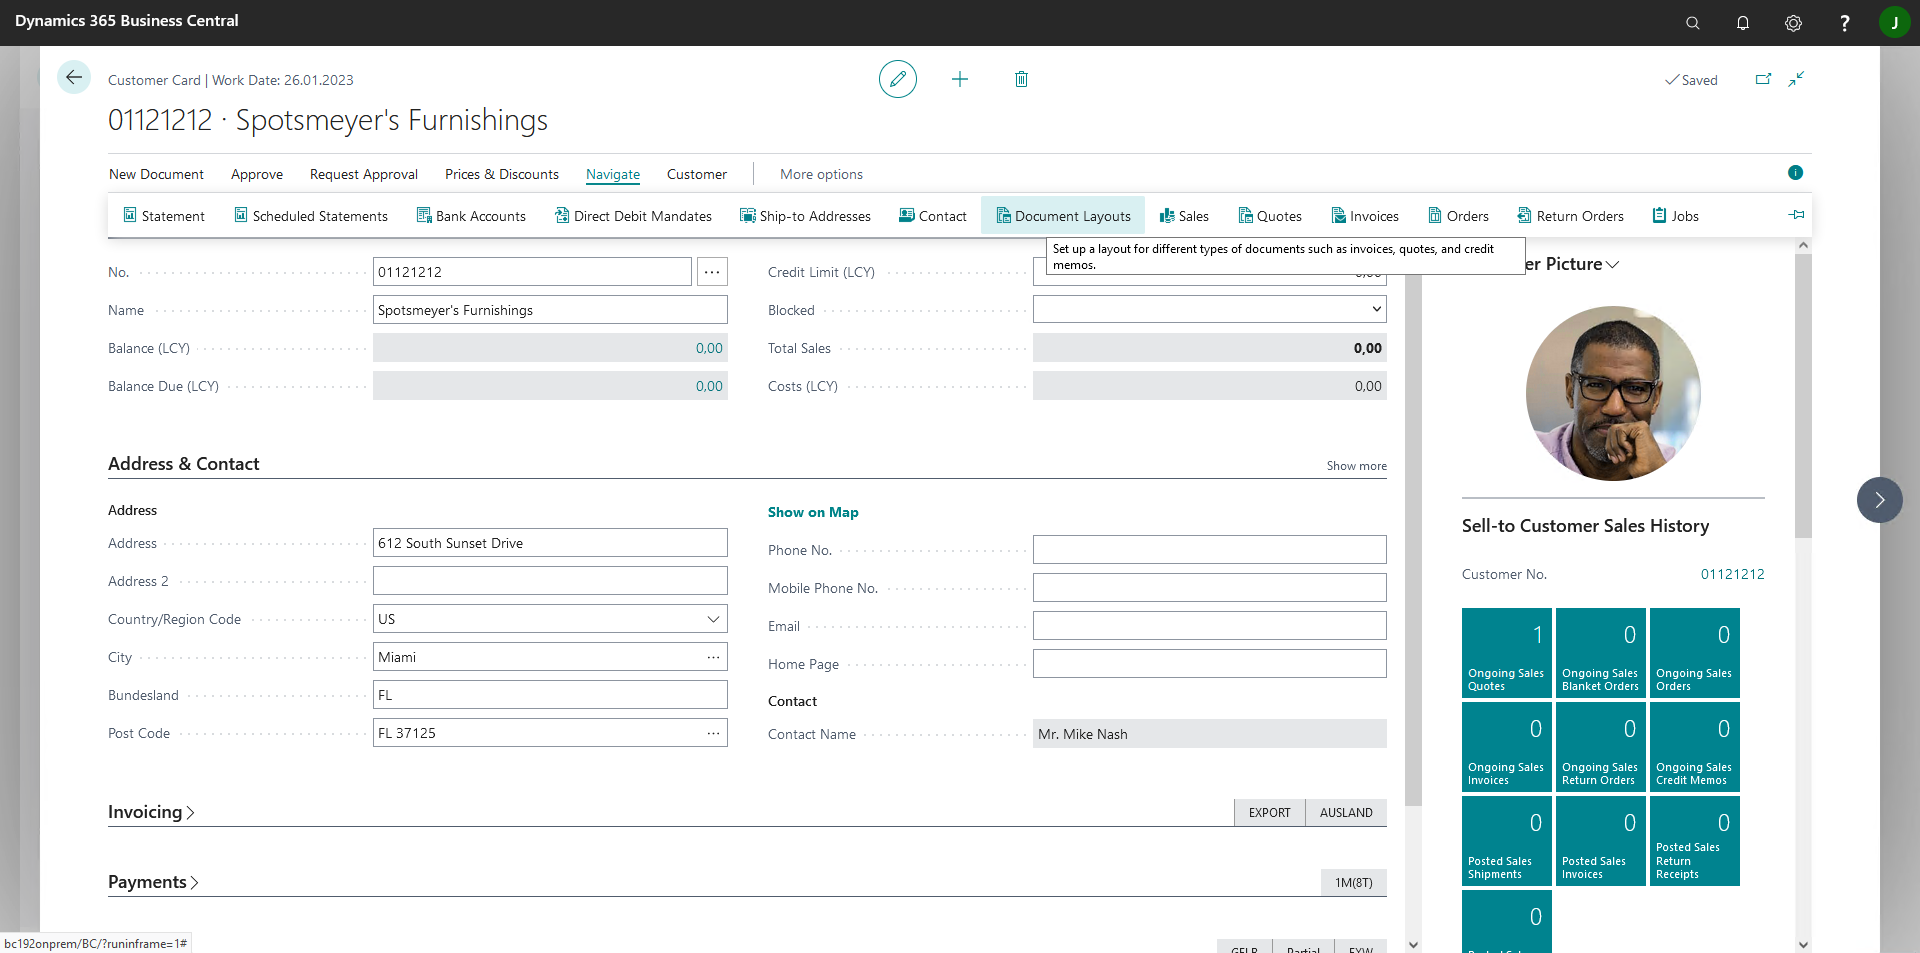 Dynamics 365 Business Central
?
J
Customer Card | Work Date: 26.01.2023
Saved
01121212 · Spotsmeyer's Furnishings
New Document
Approve
Request Approval
Prices & Discounts
Navigate
Customer
More options
Statement
Scheduled Statements
Bank Accounts
Direct Debit Mandates
Ship-to Addresses
Contact
Document Layouts
Sales
Quotes
Invoices
Orders
Return Orders
Jobs
Set up a layout for different types of documents such as invoices, quotes, and credit
memos.
No.
01121212
Name
Spotsmeyer's Furnishings
Balance (LCY)
0,00
Balance Due (LCY)
0,00
Credit Limit (LCY)
Blocked
Total Sales
0,00
Costs (LCY)
0,00
Address & Contact
Show more
Address
Address
612 South Sunset Drive
Address 2
Country/Region Code
US
City
Miami
Bundesland
FL
Post Code
FL 37125
Show on Map
Phone No.
Mobile Phone No.
Email
Home Page
Contact
Contact Name
Mr. Mike Nash
Invoicing
EXPORT
AUSLAND
Payments
1M(8T)
Partial
er Picture
Sell-to Customer Sales History
Customer No.
01121212
1
Ongoing Sales
Quotes
0
Ongoing Sales
Blanket Orders
0
Ongoing Sales
Orders
0
Ongoing Sales
Invoices
0
Ongoing Sales
Return Orders
0
Ongoing Sales
Credit Memos
0
Posted Sales
Shipments
0
Posted Sales
Invoices
0
Posted Sales
Return
Receipts
0
bc192onprem/BC/?runinframe=1#